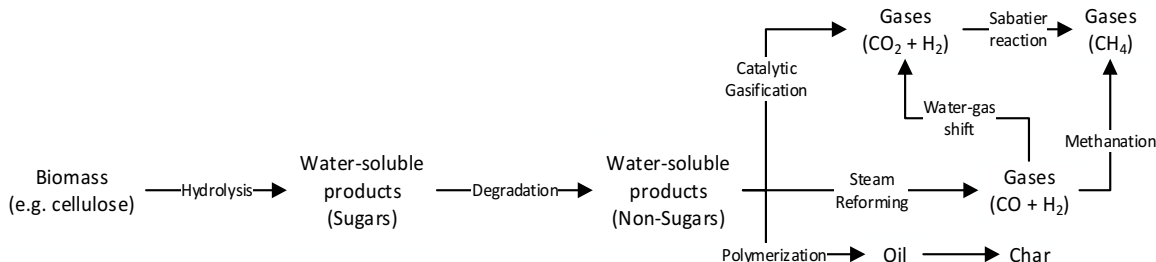 Biomass
(e.g. cellulose)
Hydrolysis
Water-soluble
products
(Sugars)
Degradation
Water-soluble
products
(Non-Sugars)
Catalytic
Gasification
Gases
(CO₂ + H₂)
Sabatier
reaction
Gases
(CH₄)
Water-gas
shift
Methanation
Steam
Reforming
Gases
(CO + H₂)
Polymerization
Oil
Char